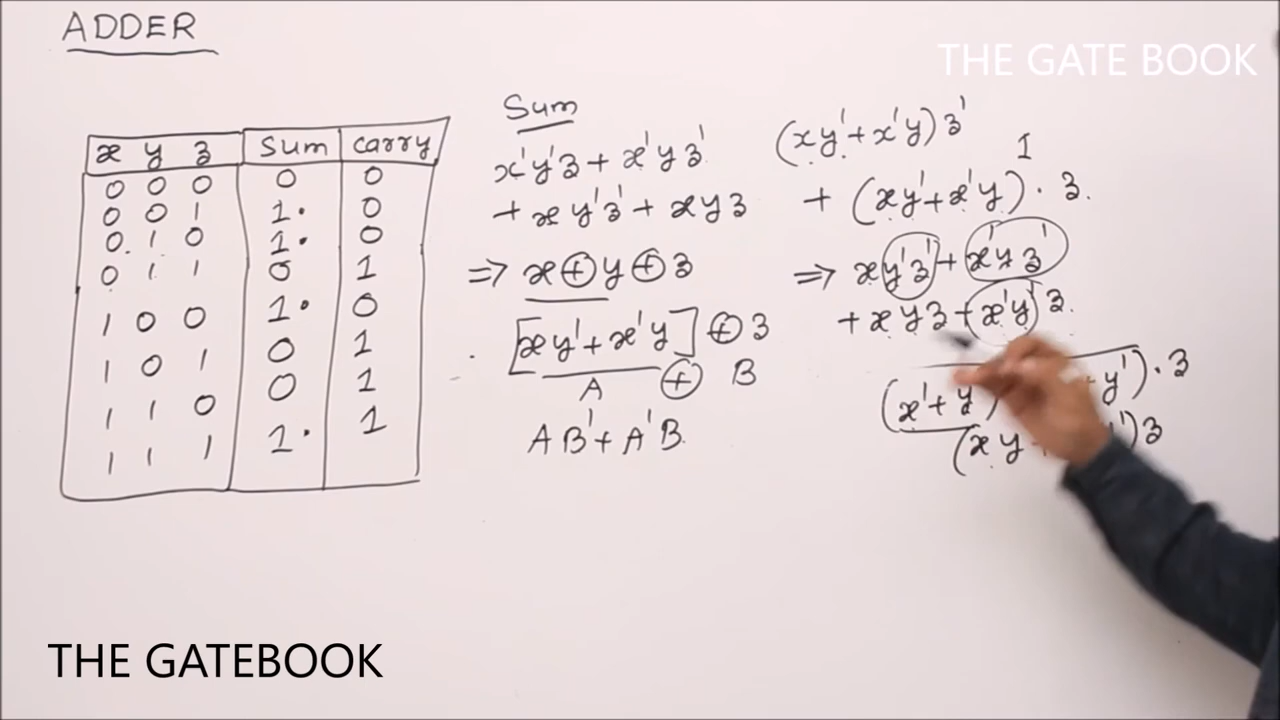 ADDER
THE GATE BOOK
x y z Sum carry
0 0 0 0 0
0 0 1 1. 0
0 1 0 1. 0
0 1 1 0 1
1 0 0 1. 0
1 0 1 0 1
1 1 0 0 1
1 1 1 1. 1
Sum
x'y'z + x'yz'
+ xy'z' + xyz
=> x⊕y⊕z
[xy' + x'y] ⊕ z
A ⊕ B
AB' + A'B
(xy' + x'y)z'
+ (xy' + x'y)' . z
=> xy'z' + x'yz'
+ xyz + x'y'z
(x' + y) y') . z
(xy + ')z
THE GATEBOOK